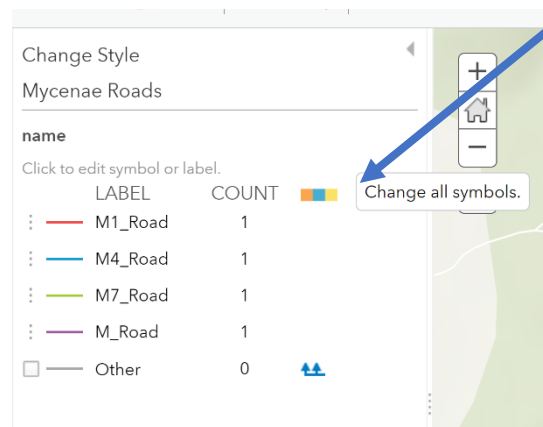 Change Style
Mycenae Roads
name
Click to edit symbol or label.
LABEL COUNT
Change all symbols.
M1_Road 1
M4_Road 1
M7_Road 1
M_Road 1
Other 0
+
−